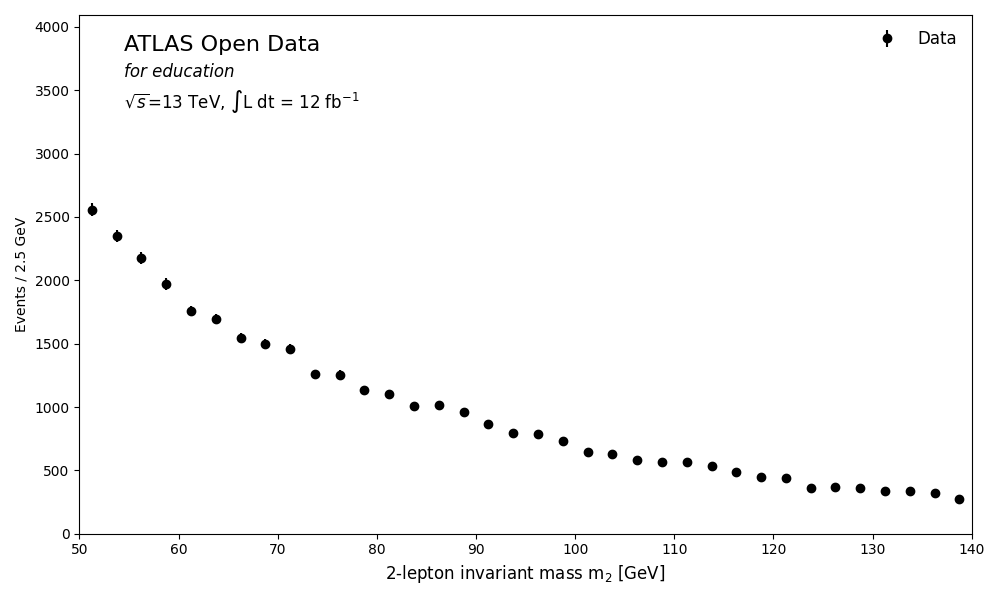 ATLAS Open Data
for education
√s=13 TeV, ∫L dt = 12 fb⁻¹
Data
Events / 2.5 GeV
4000
3500
3000
2500
2000
1500
1000
500
0
50 60 70 80 90 100 110 120 130 140
2-lepton invariant mass m₂ [GeV]